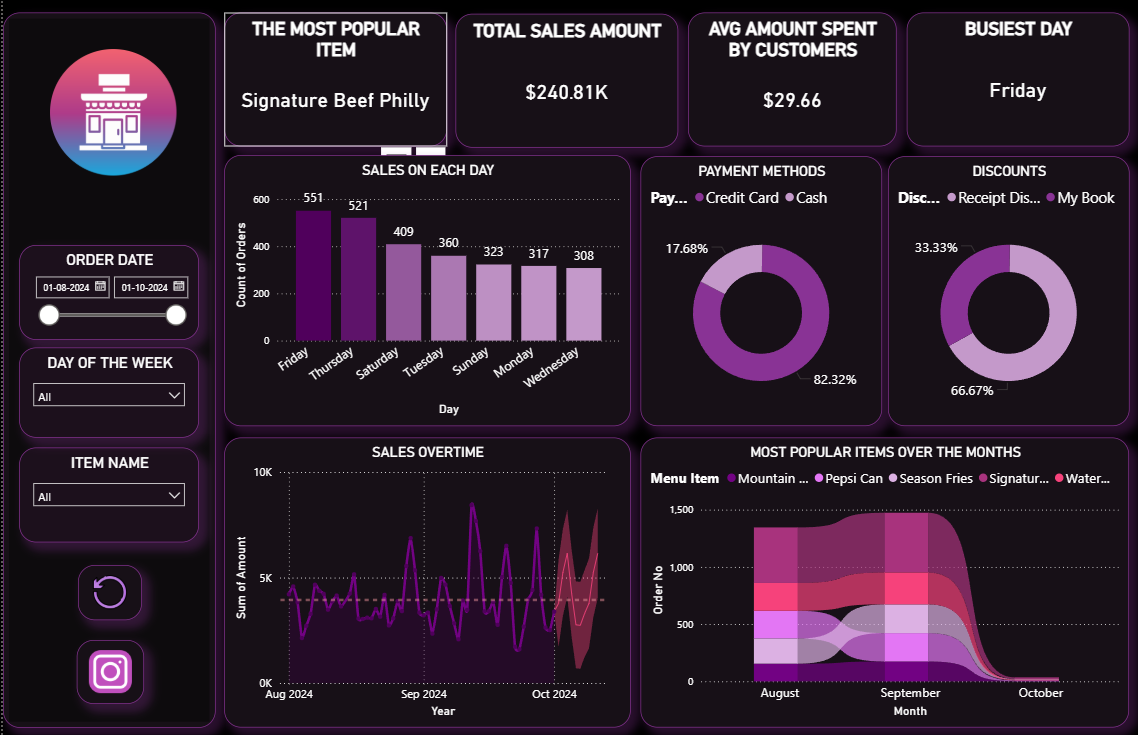 THE MOST POPULAR
ITEM
Signature Beef Philly
TOTAL SALES AMOUNT
$240.81K
AVG AMOUNT SPENT
BY CUSTOMERS
$29.66
BUSIEST DAY
Friday
ORDER DATE
01-08-2024 01-10-2024
DAY OF THE WEEK
All
ITEM NAME
All
SALES ON EACH DAY
Count of Orders
600
400
200
0
551
521
409
360
323
317
308
Friday
Thursday
Saturday
Tuesday
Sunday
Monday
Wednesday
Day
PAYMENT METHODS
Pay... Credit Card Cash
17.68%
82.32%
DISCOUNTS
Disc... Receipt Dis... My Book
33.33%
66.67%
SALES OVERTIME
Sum of Amount
10K
5K
0K
Aug 2024 Sep 2024 Oct 2024
Year
MOST POPULAR ITEMS OVER THE MONTHS
Menu Item Mountain ... Pepsi Can Season Fries Signatur... Water...
Order No
1,500
1,000
500
0
August September October
Month